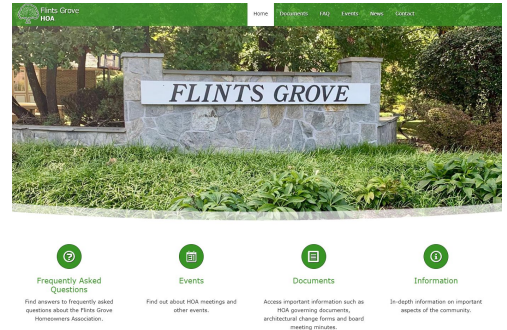 Flints Grove
HOA
Home Documents FAQ Events News Contact
FLINTS GROVE
Frequently Asked
Questions
Find answers to frequently asked
questions about the Flints Grove
Homeowners Association.
Events
Find out about HOA meetings and
other events.
Documents
Access important information such as
HOA governing documents,
architectural change forms and board
meeting minutes.
Information
In-depth information on important
aspects of the community.